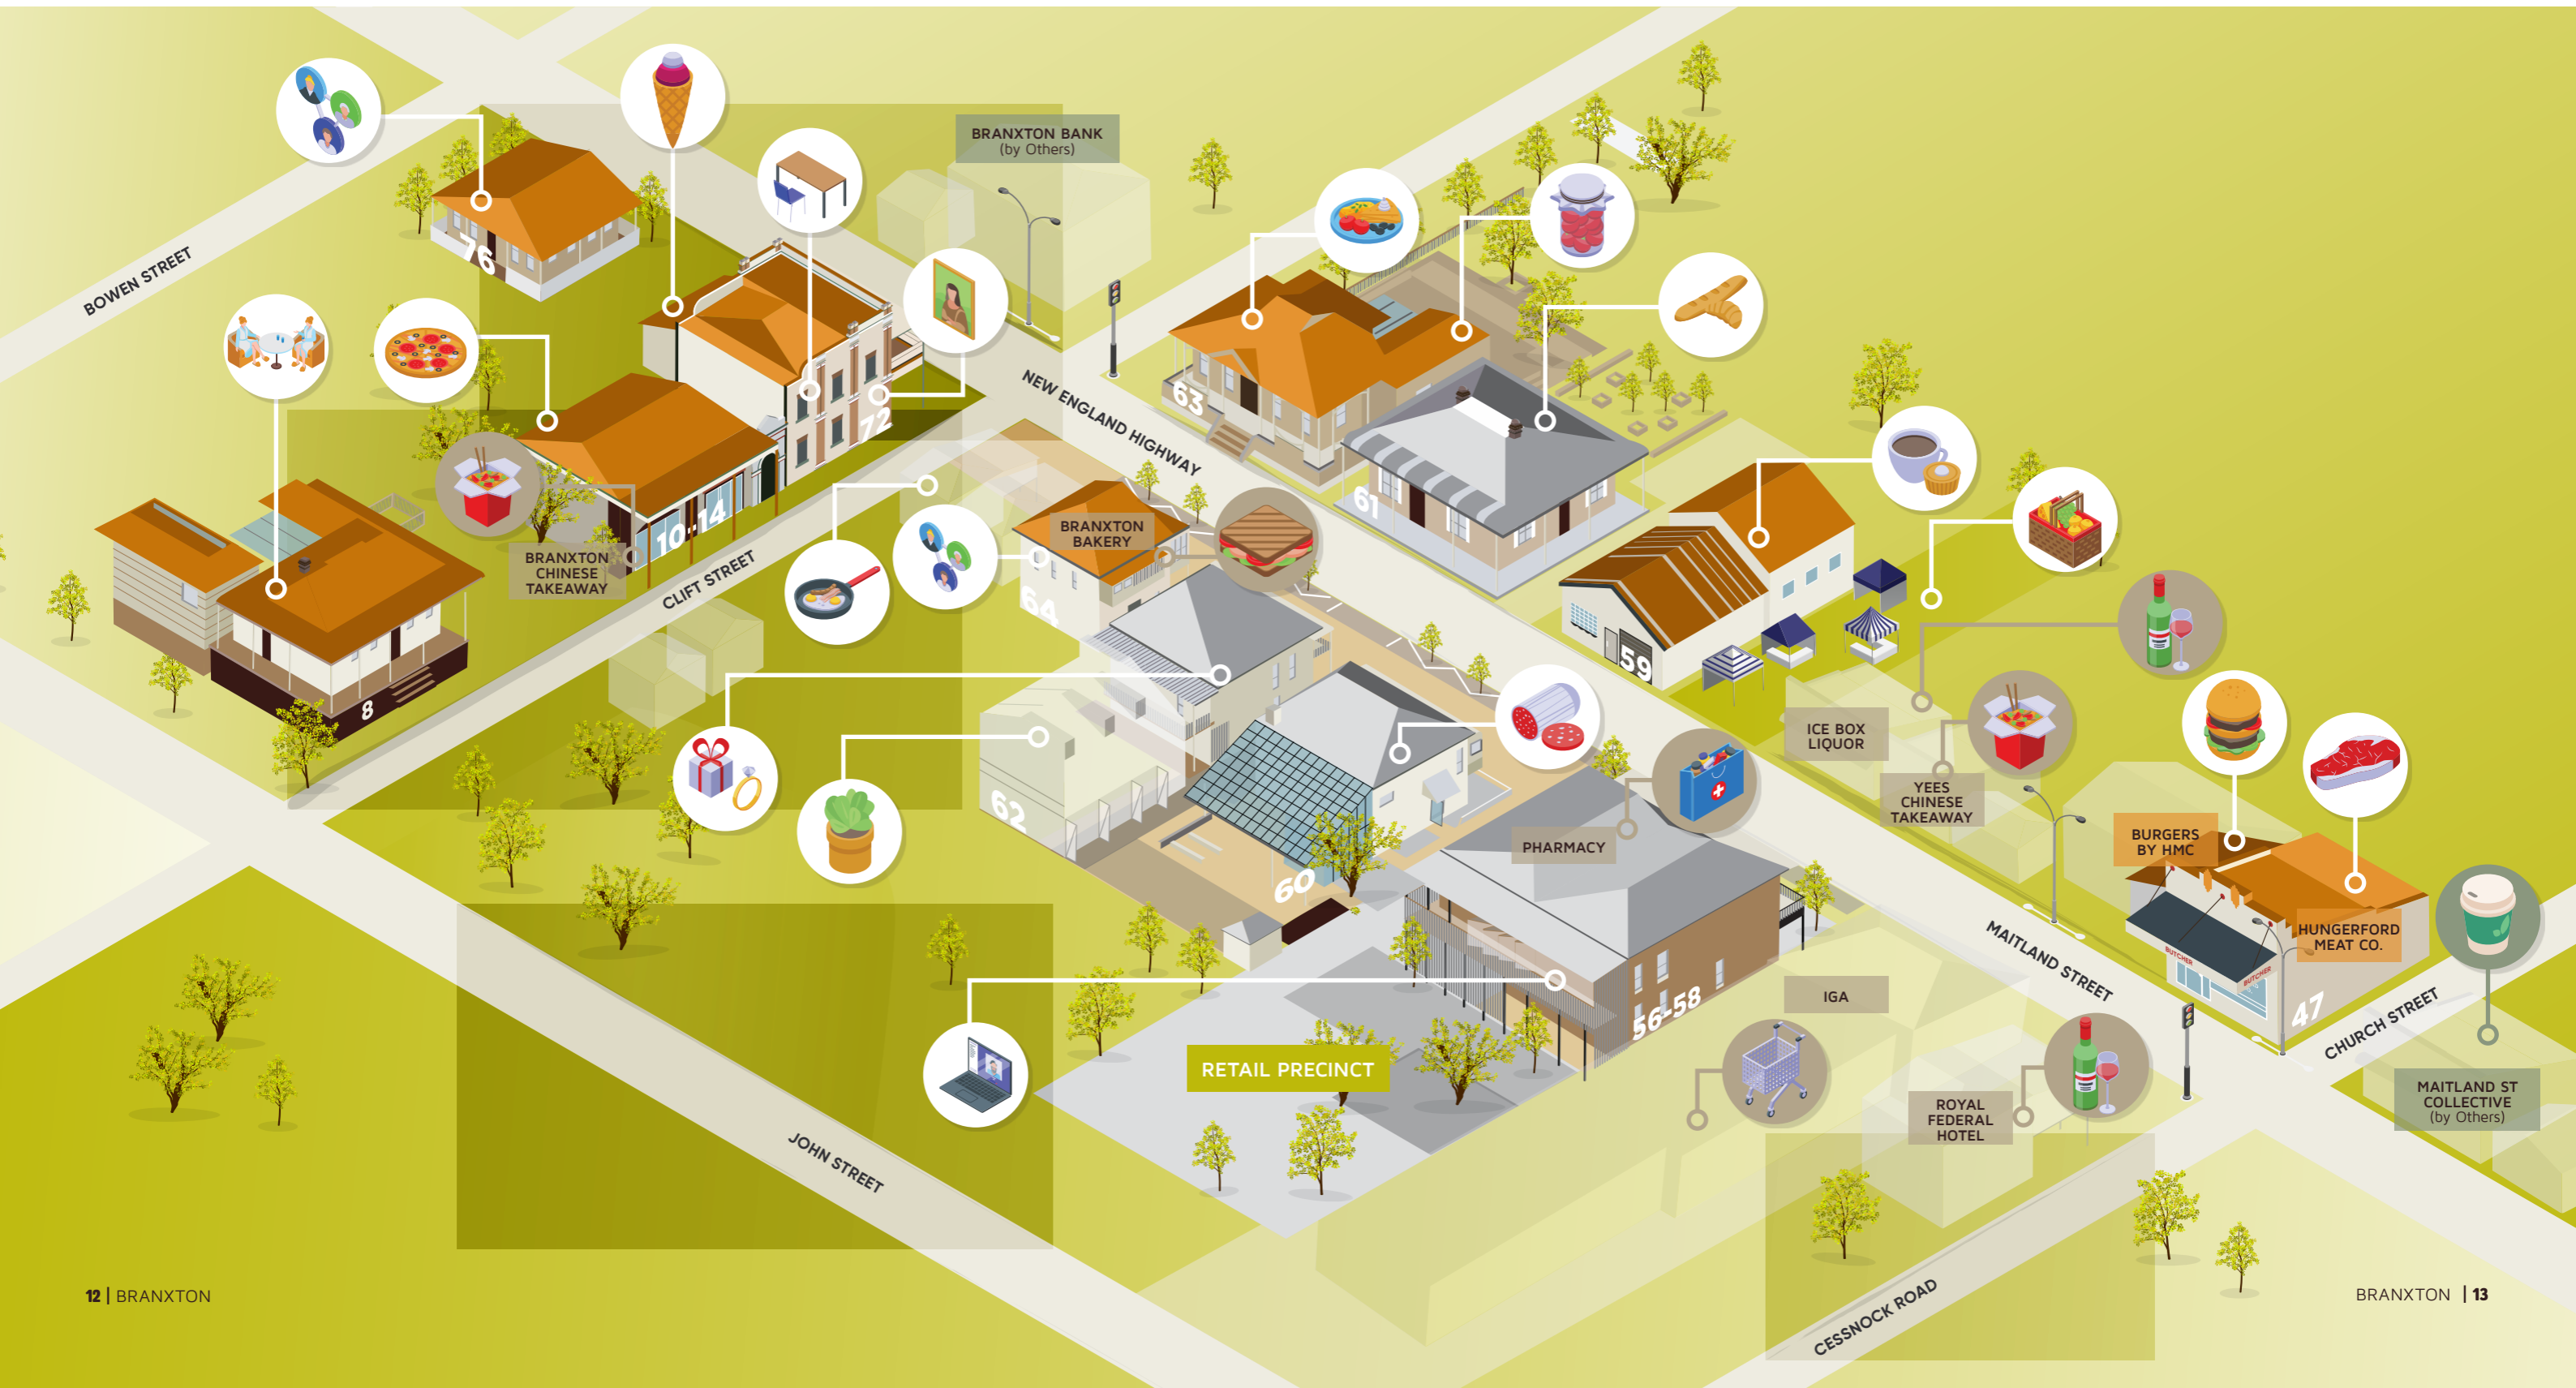 BRANXTON BANK
(by Others)
BOWEN STREET
76
NEW ENGLAND HIGHWAY
63
72
61
10-14
BRANXTON
CHINESE
TAKEAWAY
CLIFT STREET
BRANXTON
BAKERY
64
8
59
62
ICE BOX
LIQUOR
YEES
CHINESE
TAKEAWAY
PHARMACY
60
BURGERS
BY HMC
HUNGERFORD
MEAT CO.
BUTCHER
BUTCHER
47
MAITLAND STREET
CHURCH STREET
IGA
56-58
RETAIL PRECINCT
ROYAL
FEDERAL
HOTEL
MAITLAND ST
COLLECTIVE
(by Others)
JOHN STREET
CESSNOCK ROAD
12 | BRANXTON
BRANXTON | 13